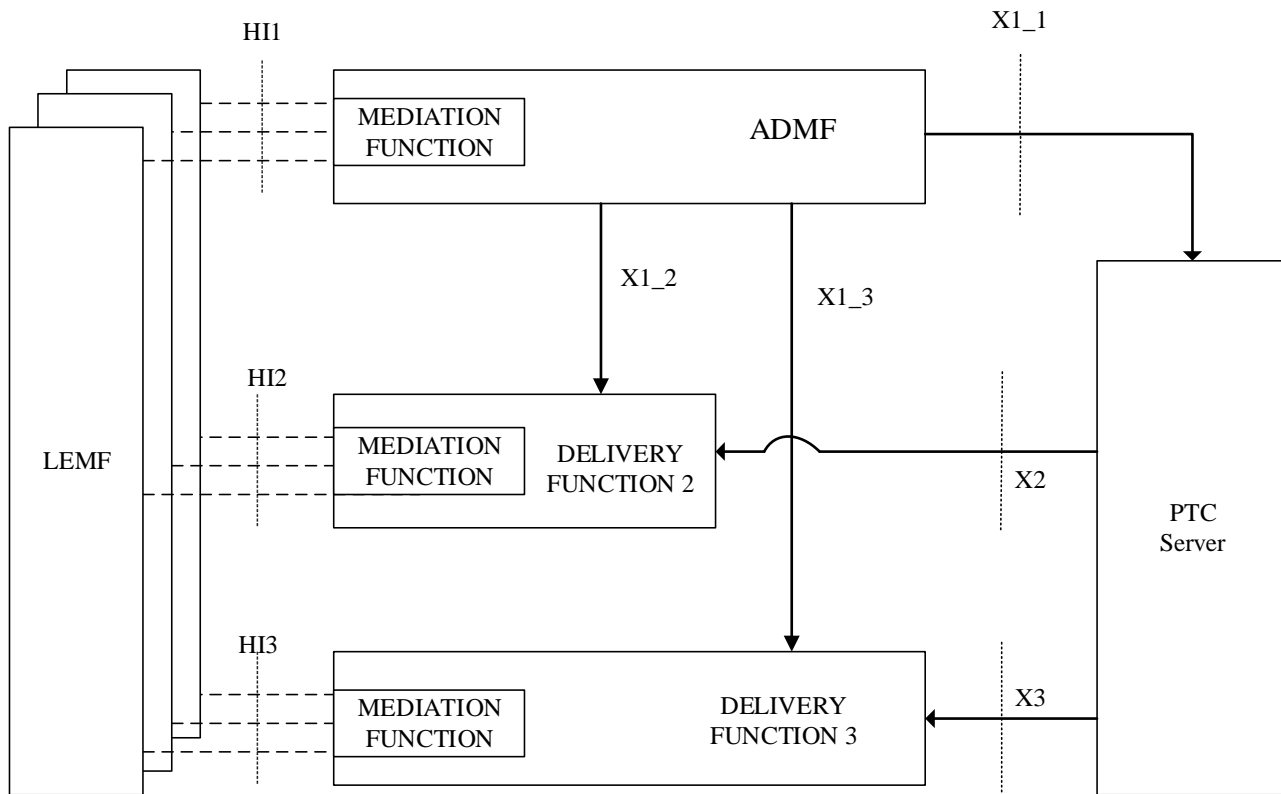 X1_1
HI1
MEDIATION
FUNCTION
ADMF
X1_2
X1_3
HI2
LEMF
MEDIATION
FUNCTION
DELIVERY
FUNCTION 2
X2
PTC
Server
HI3
MEDIATION
FUNCTION
DELIVERY
FUNCTION 3
X3